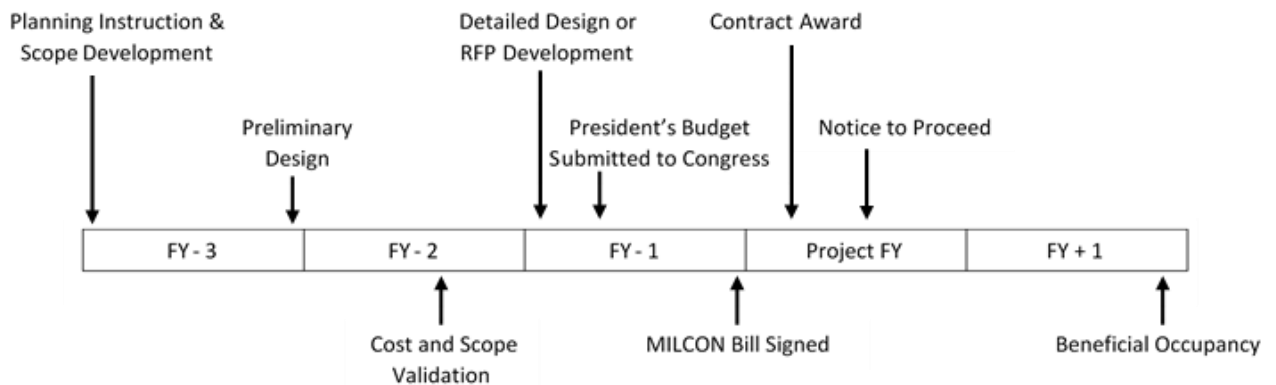 Planning Instruction &
Scope Development
Detailed Design or
RFP Development
Contract Award
Preliminary
Design
President's Budget
Submitted to Congress
Notice to Proceed
FY - 3
FY - 2
FY - 1
Project FY
FY + 1
Cost and Scope
Validation
MILCON Bill Signed
Beneficial Occupancy